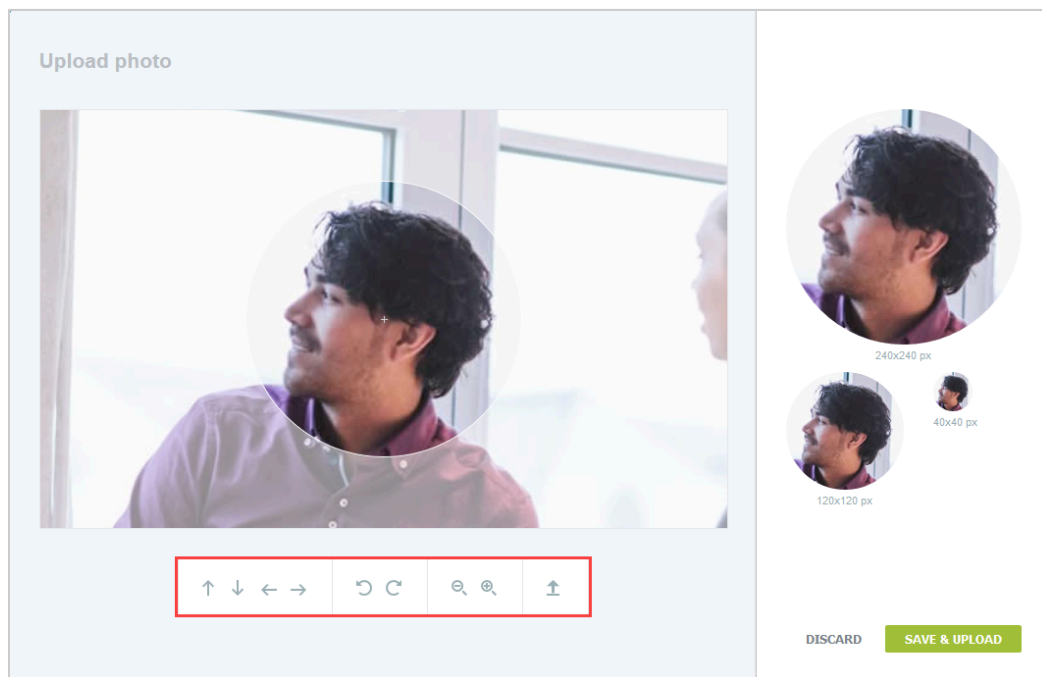 Upload photo
240x240 px
40x40 px
120x120 px
DISCARD
SAVE & UPLOAD